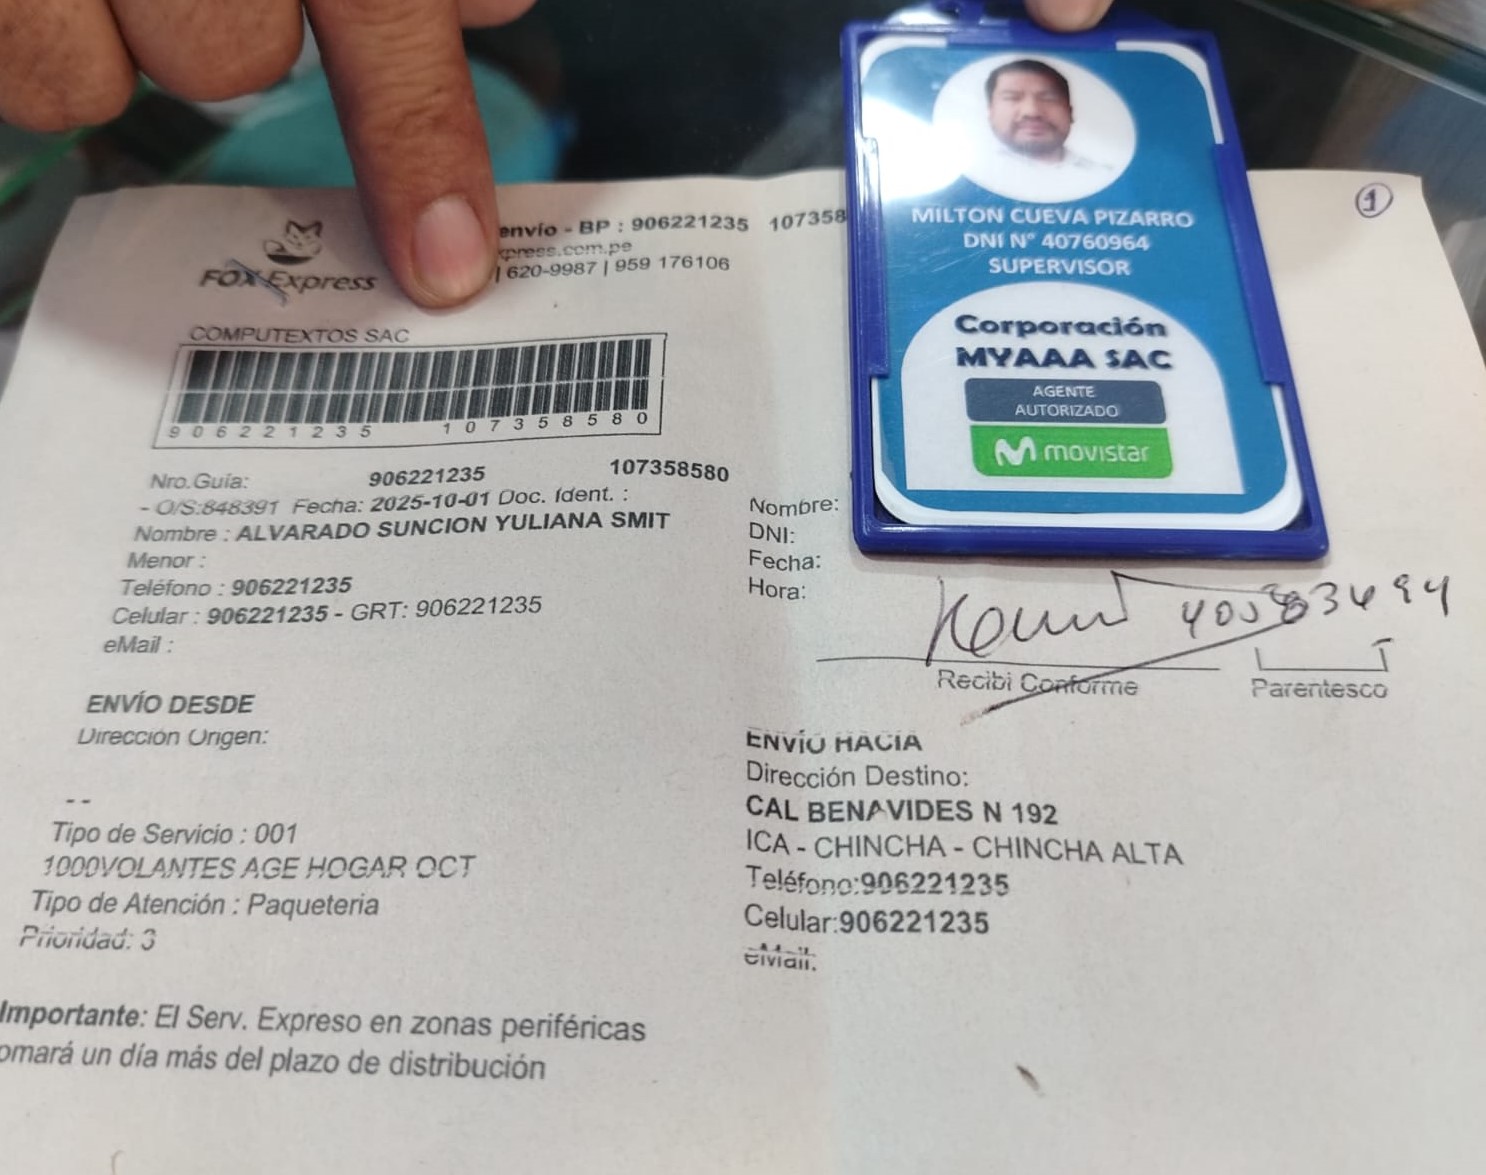 FOX Express
envío - BP : 906221235 107358
xpress.com.pe
| 620-9987 | 959 176106
1
COMPUTEXTOS SAC
906221235 107358580
Nro.Guía: 906221235 107358580
- O/S:848391 Fecha: 2025-10-01 Doc. Ident. :
Nombre : ALVARADO SUNCION YULIANA SMIT
Menor :
Teléfono : 906221235
Celular : 906221235 - GRT: 906221235
eMail :
MILTON CUEVA PIZARRO
DNI N° 40760964
SUPERVISOR
Corporación
MYAAA SAC
AGENTE
AUTORIZADO
movistar
Nombre:
DNI:
Fecha:
Hora:
Recibi Conforme Parentesco
ENVÍO DESDE
Dirección Origen:
--
Tipo de Servicio : 001
1000VOLANTES AGE HOGAR OCT
Tipo de Atención : Paqueteria
Prioridad: 3
ENVÍO HACIA
Dirección Destino:
CAL BENAVIDES N 192
ICA - CHINCHA - CHINCHA ALTA
Teléfono:906221235
Celular:906221235
eMail:
Importante: El Serv. Expreso en zonas periféricas
omará un día más del plazo de distribución